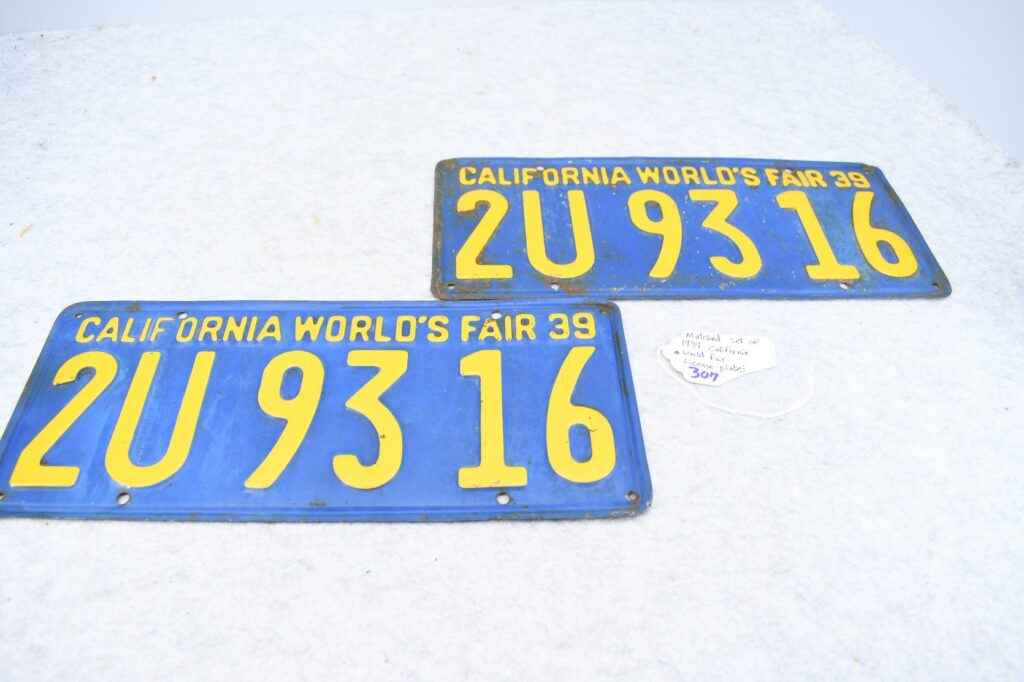 CALIFORNIA WORLD'S FAIR 39
2U 93 16
CALIFORNIA WORLD'S FAIR 39
2U 93 16
Matched set of
1939 California
World Fair
License plates
307